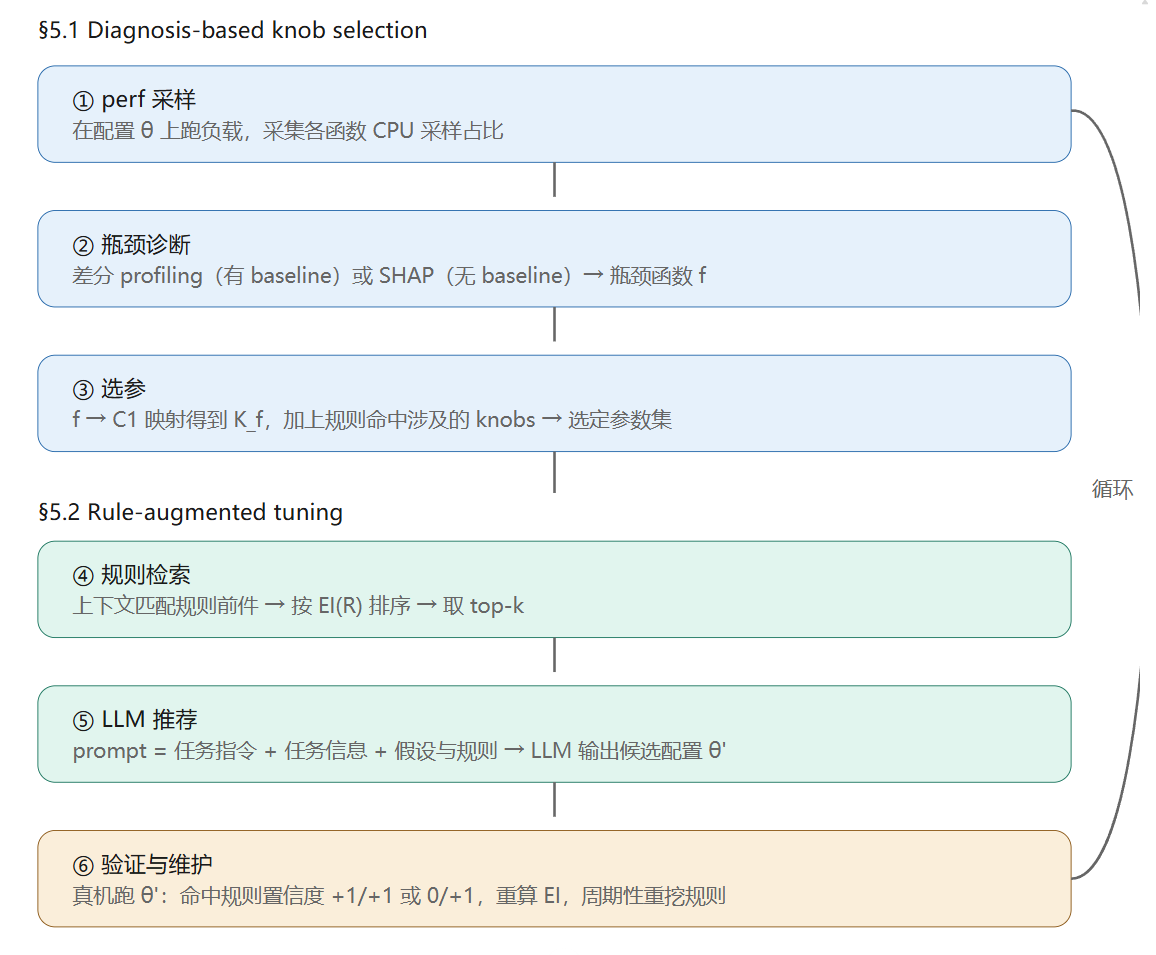 §5.1 Diagnosis-based knob selection
① perf 采样
在配置 θ 上跑负载，采集各函数 CPU 采样占比
② 瓶颈诊断
差分 profiling（有 baseline）或 SHAP（无 baseline）→ 瓶颈函数 f
③ 选参
f → C1 映射得到 K_f，加上规则命中涉及的 knobs → 选定参数集
循环
§5.2 Rule-augmented tuning
④ 规则检索
上下文匹配规则前件 → 按 EI(R) 排序 → 取 top-k
⑤ LLM 推荐
prompt = 任务指令 + 任务信息 + 假设与规则 → LLM 输出候选配置 θ'
⑥ 验证与维护
真机跑 θ'：命中规则置信度 +1/+1 或 0/+1，重算 EI，周期性重挖规则